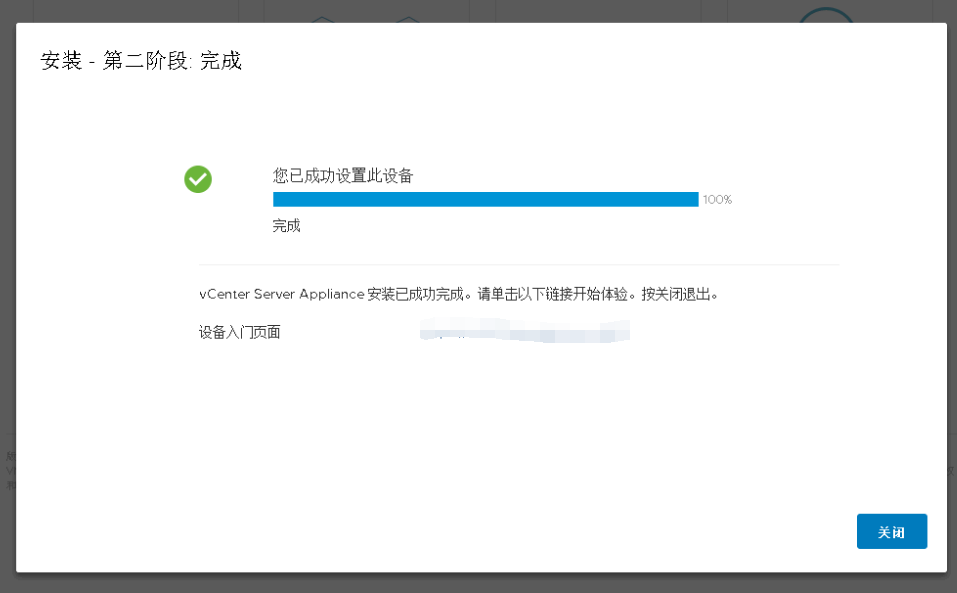 安装 - 第二阶段: 完成
您已成功设置此设备
100%
完成
vCenter Server Appliance 安装已成功完成。请单击以下链接开始体验。按关闭退出。
设备入门页面
关闭